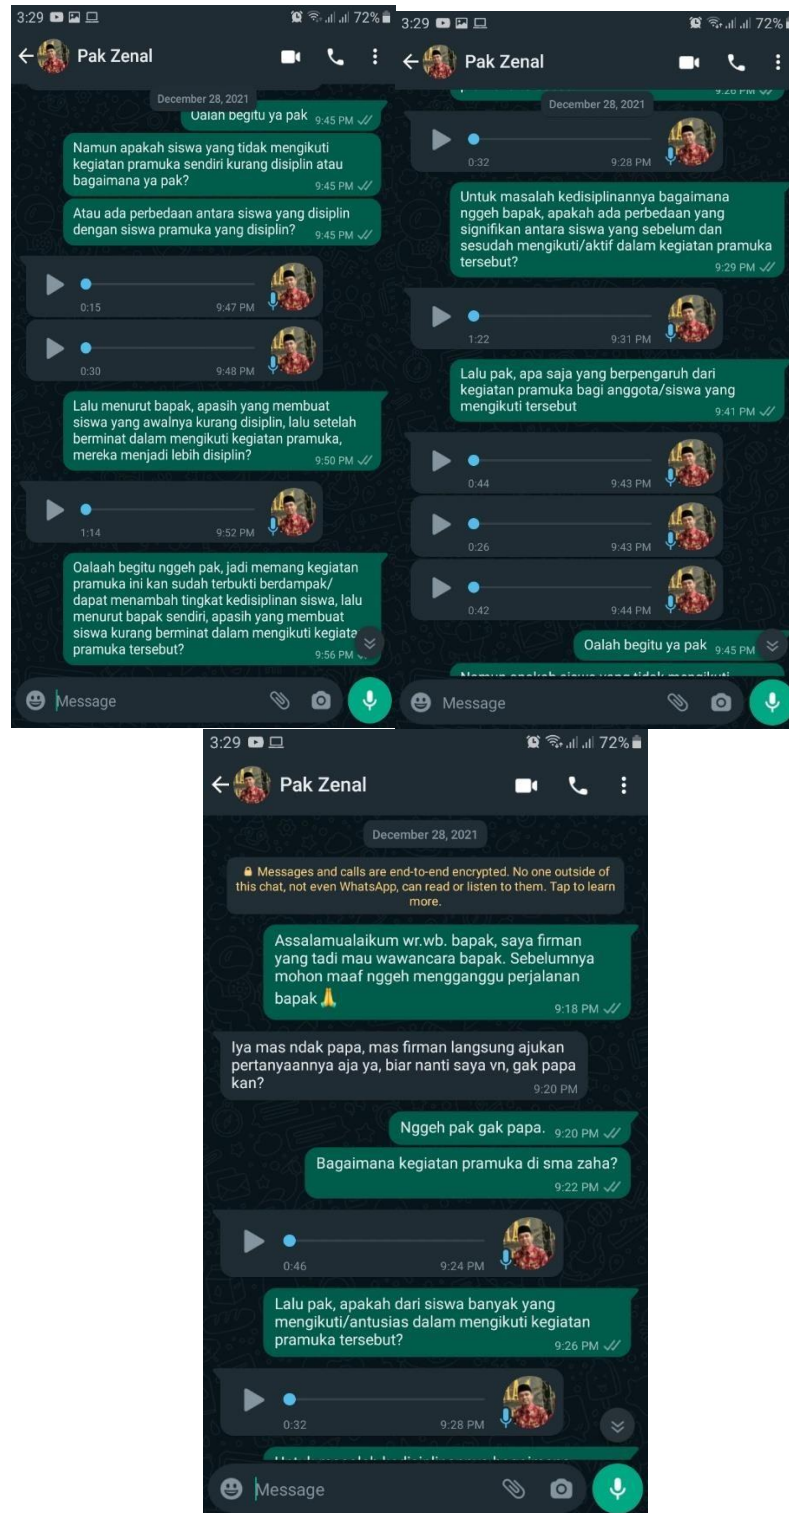 3:29 72%
Pak Zenal
December 28, 2021
Oalah begitu ya pak 9:45 PM
Namun apakah siswa yang tidak mengikuti
kegiatan pramuka sendiri kurang disiplin atau
bagaimana ya pak?
9:45 PM
Atau ada perbedaan antara siswa yang disiplin
dengan siswa pramuka yang disiplin? 9:45 PM
0:15 9:47 PM
0:30 9:48 PM
Lalu menurut bapak, apasih yang membuat
siswa yang awalnya kurang disiplin, lalu setelah
berminat dalam mengikuti kegiatan pramuka,
mereka menjadi lebih disiplin? 9:50 PM
1:14 9:52 PM
Oalaah begitu nggeh pak, jadi memang kegiatan
pramuka ini kan sudah terbukti berdampak/
dapat menambah tingkat kedisiplinan siswa, lalu
menurut bapak sendiri, apasih yang membuat
siswa kurang berminat dalam mengikuti kegiata
pramuka tersebut? 9:56 PM
Message
3:29 72%
Pak Zenal
9:26 PM
December 28, 2021
0:32 9:28 PM
Untuk masalah kedisiplinannya bagaimana
nggeh bapak, apakah ada perbedaan yang
signifikan antara siswa yang sebelum dan
sesudah mengikuti/aktif dalam kegiatan pramuka
tersebut?
9:29 PM
1:22 9:31 PM
Lalu pak, apa saja yang berpengaruh dari
kegiatan pramuka bagi anggota/siswa yang
mengikuti tersebut
9:41 PM
0:44 9:43 PM
0:26 9:43 PM
0:42 9:44 PM
Oalah begitu ya pak 9:45 PM
Namun apakah siswa yang tidak mengikuti
Message
3:29 72%
Pak Zenal
December 28, 2021
Messages and calls are end-to-end encrypted. No one outside of
this chat, not even WhatsApp, can read or listen to them. Tap to learn
more.
Assalamualaikum wr.wb. bapak, saya firman
yang tadi mau wawancara bapak. Sebelumnya
mohon maaf nggeh mengganggu perjalanan
bapak 🙏
9:18 PM
Iya mas ndak papa, mas firman langsung ajukan
pertanyaannya aja ya, biar nanti saya vn, gak papa
kan?
9:20 PM
Nggeh pak gak papa. 9:20 PM
Bagaimana kegiatan pramuka di sma zaha?
9:22 PM
0:46 9:24 PM
Lalu pak, apakah dari siswa banyak yang
mengikuti/antusias dalam mengikuti kegiatan
pramuka tersebut?
9:26 PM
0:32 9:28 PM
Message